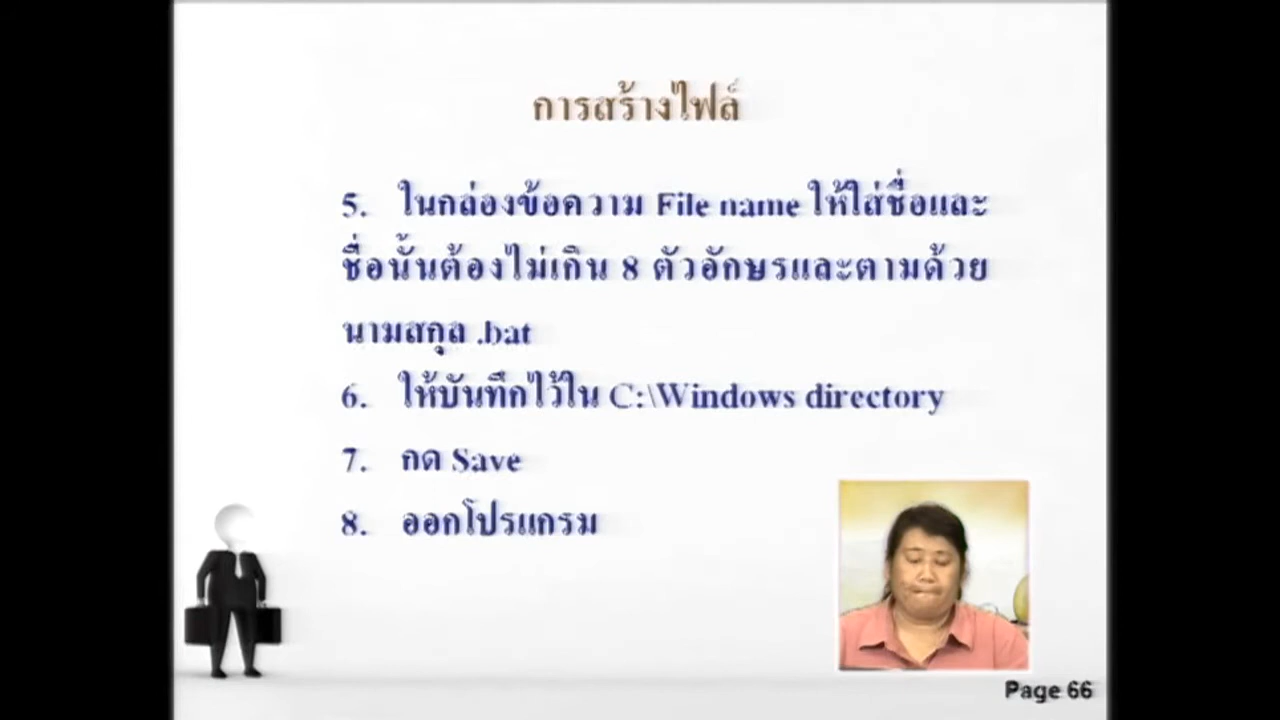 การสร้างไฟล์
5. ในกล่องข้อความ File name ให้ใส่ชื่อและ
ชื่อนั้นต้องไม่เกิน 8 ตัวอักษรและตามด้วย
นามสกุล .bat
6. ให้บันทึกไว้ใน C:\Windows directory
7. กด Save
8. ออกโปรแกรม
Page 66